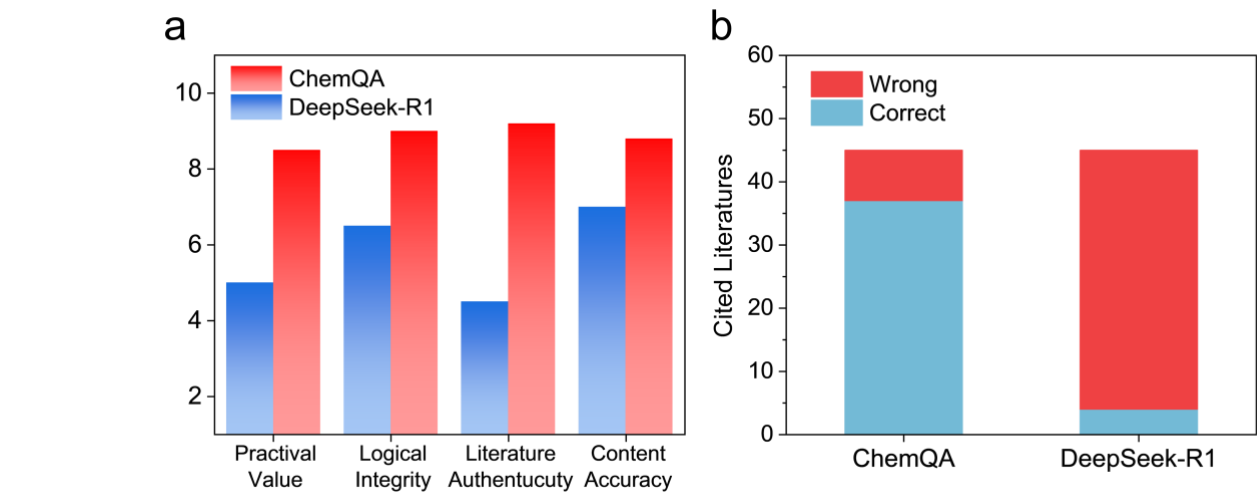 a
ChemQA
DeepSeek-R1
10
8
6
4
2
Practival
Value
Logical
Integrity
Literature
Authentucuty
Content
Accuracy
b
60
50
40
30
20
10
0
Cited Literatures
Wrong
Correct
ChemQA
DeepSeek-R1